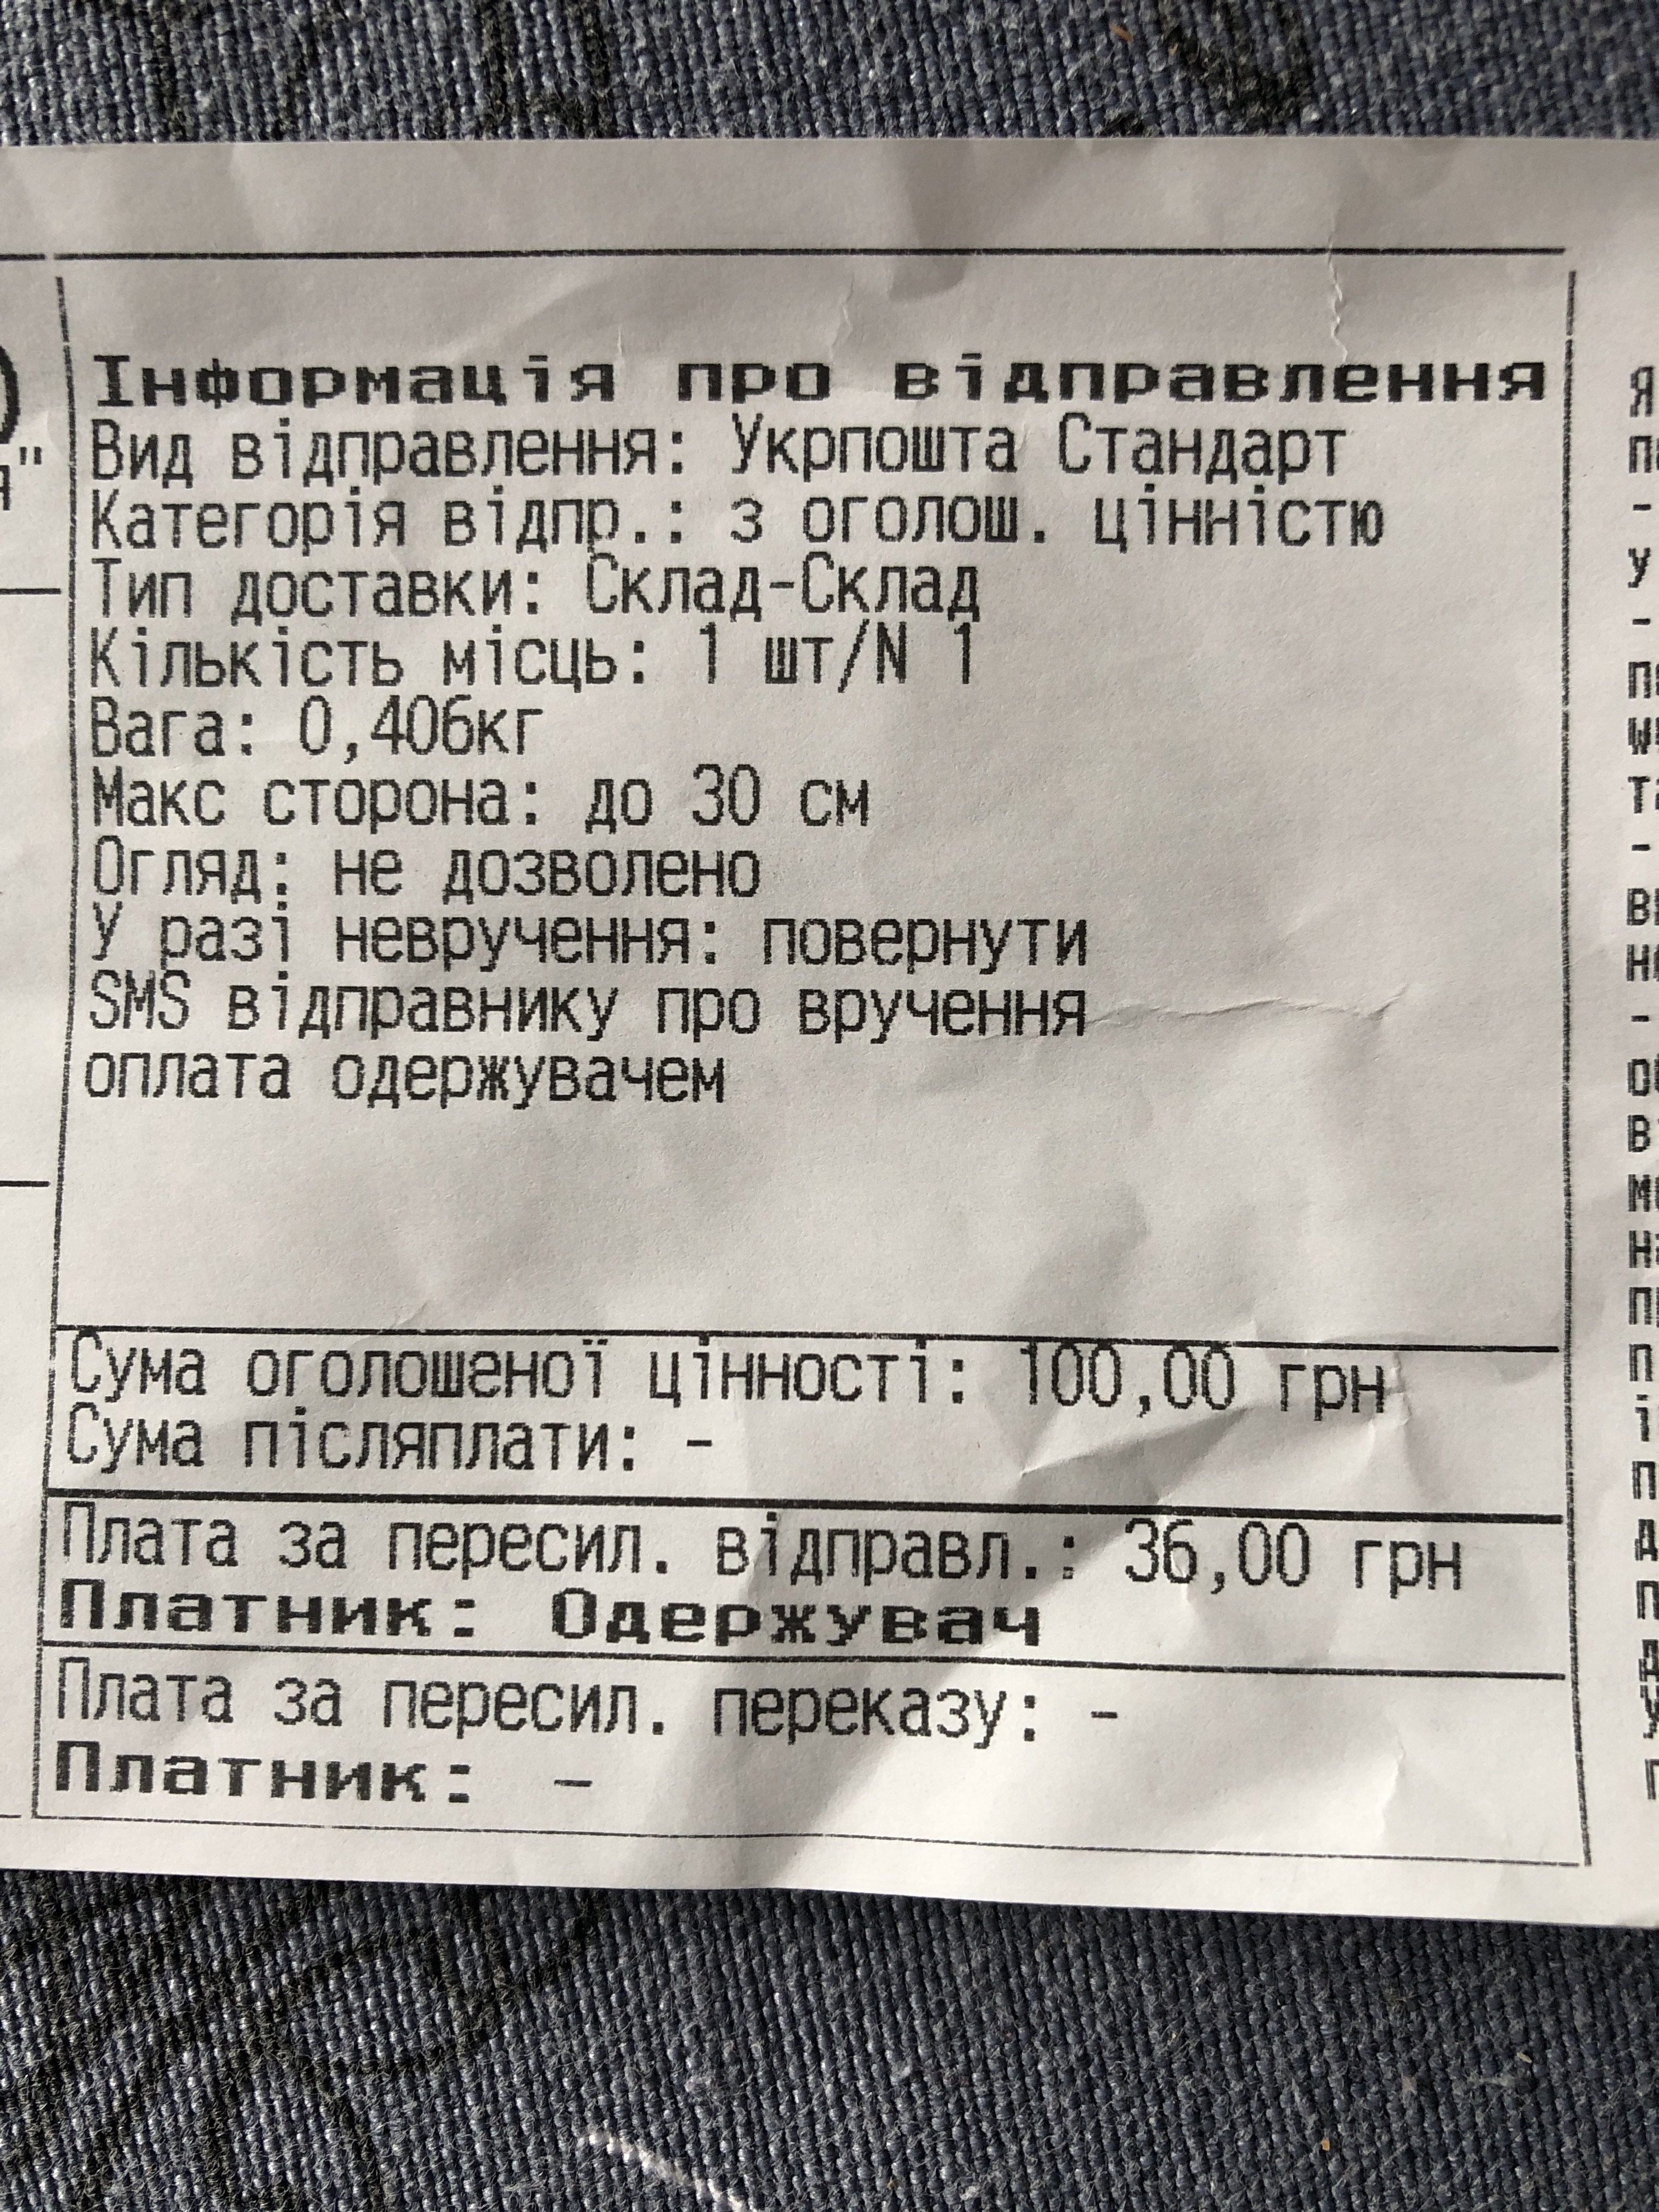 Інформація про відправлення
Вид відправлення: Укрпошта Стандарт
Категорія відпр.: з оголош. цінністю
Тип доставки: Склад-Склад
Кількість місць: 1 шт/N 1
Вага: 0,406кг
Макс сторона: до 30 см
Огляд: не дозволено
У разі невручення: повернути
SMS відправнику про вручення
оплата одержувачем
Сума оголошеної цінності: 100,00 грн
Сума післяплати: -
Плата за пересил. відправл.: 36,00 грн
Платник: Одержувач
Плата за пересил. переказу: -
Платник: -